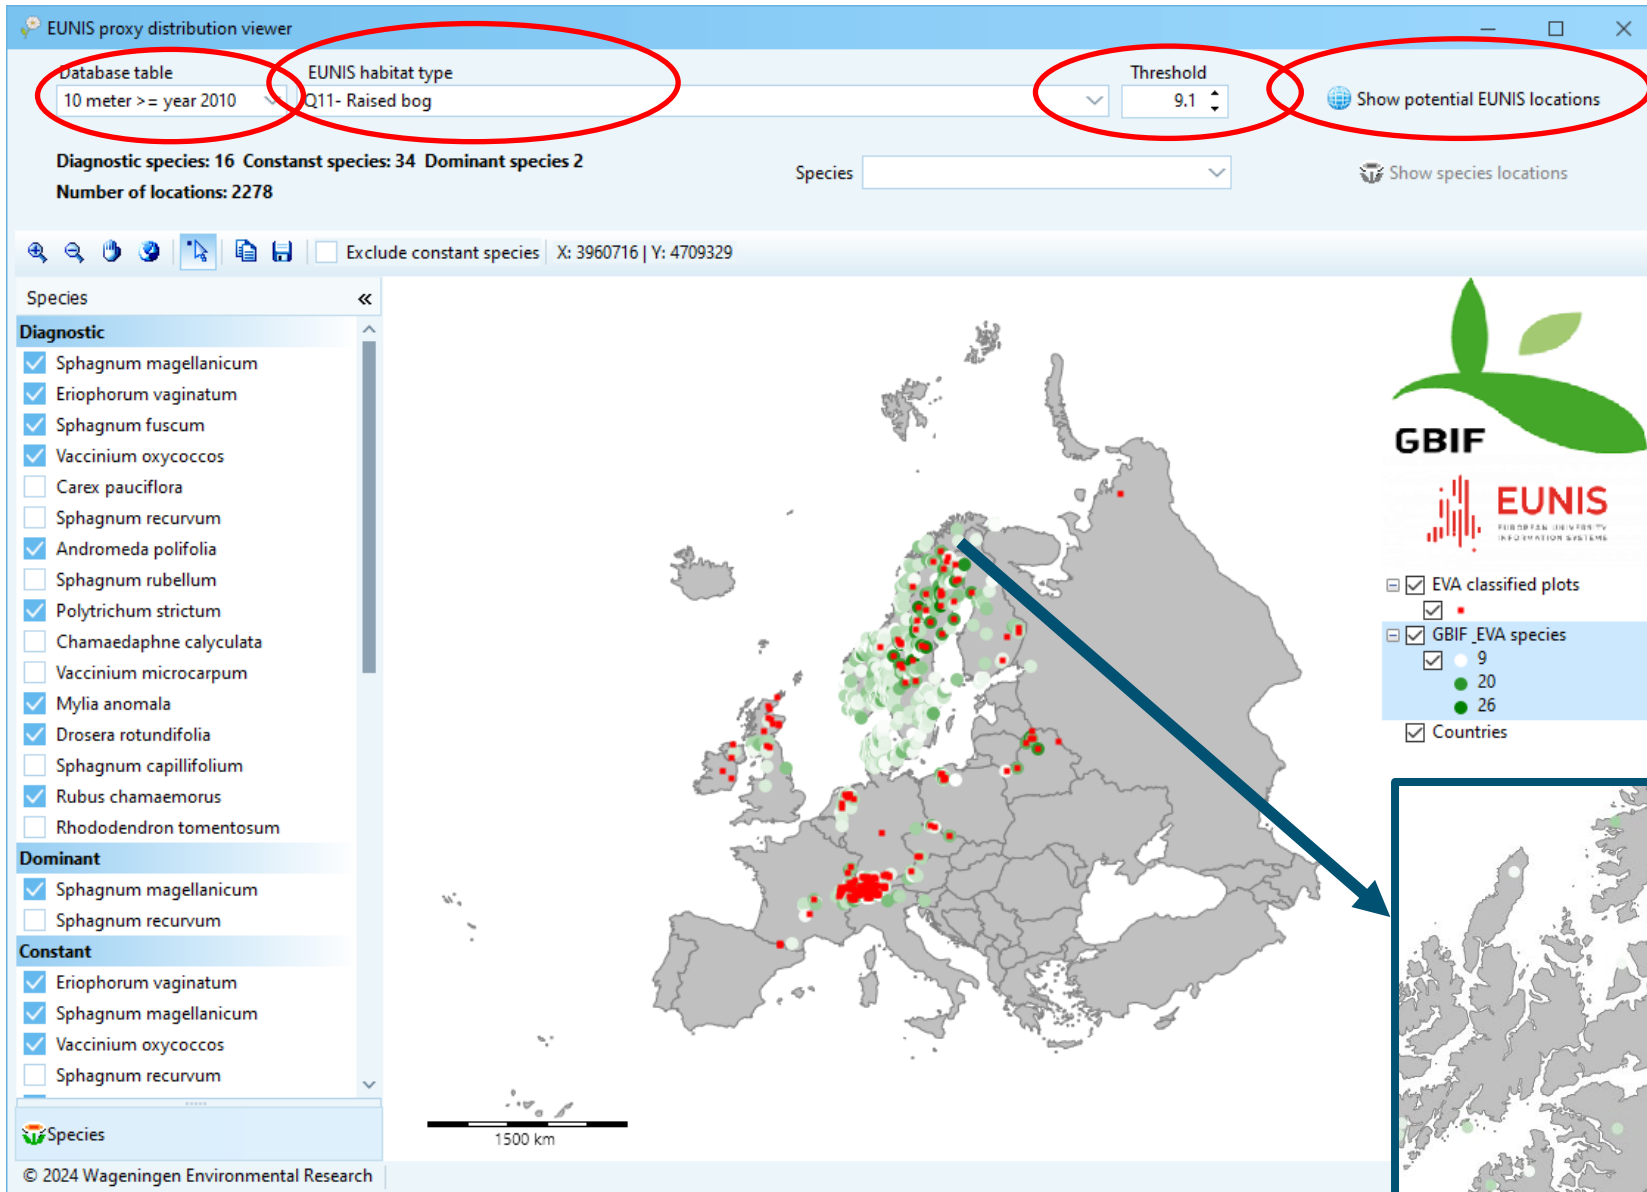 EUNIS proxy distribution viewer
Database table
EUNIS habitat type
Threshold
10 meter >= year 2010
Q11- Raised bog
9.1
Show potential EUNIS locations
Diagnostic species: 16 Constanst species: 34 Dominant species 2
Number of locations: 2278
Species
Show species locations
Exclude constant species
X: 3960716 | Y: 4709329
Species
«
Diagnostic
Sphagnum magellanicum
Eriophorum vaginatum
Sphagnum fuscum
Vaccinium oxycoccos
Carex pauciflora
Sphagnum recurvum
Andromeda polifolia
Sphagnum rubellum
Polytrichum strictum
Chamaedaphne calyculata
Vaccinium microcarpum
Mylia anomala
Drosera rotundifolia
Sphagnum capillifolium
Rubus chamaemorus
Rhododendron tomentosum
Dominant
Sphagnum magellanicum
Sphagnum recurvum
Constant
Eriophorum vaginatum
Sphagnum magellanicum
Vaccinium oxycoccos
Sphagnum recurvum
Species
© 2024 Wageningen Environmental Research
1500 km
GBIF
EUNIS
EUROPEAN UNIVERSITY
INFORMATION SYSTEMS
EVA classified plots
GBIF_EVA species
9
20
26
Countries